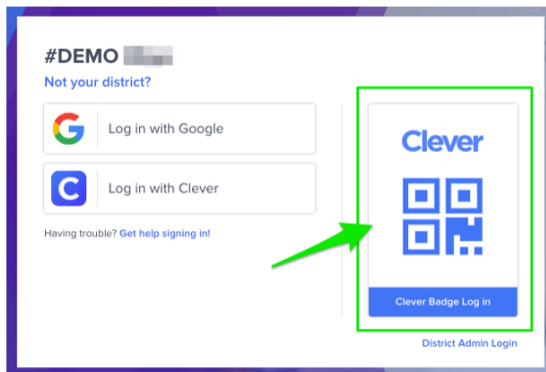 #DEMO
Not your district?
Log in with Google
Log in with Clever
Having trouble? Get help signing in!
Clever
Clever Badge Log in
District Admin Login